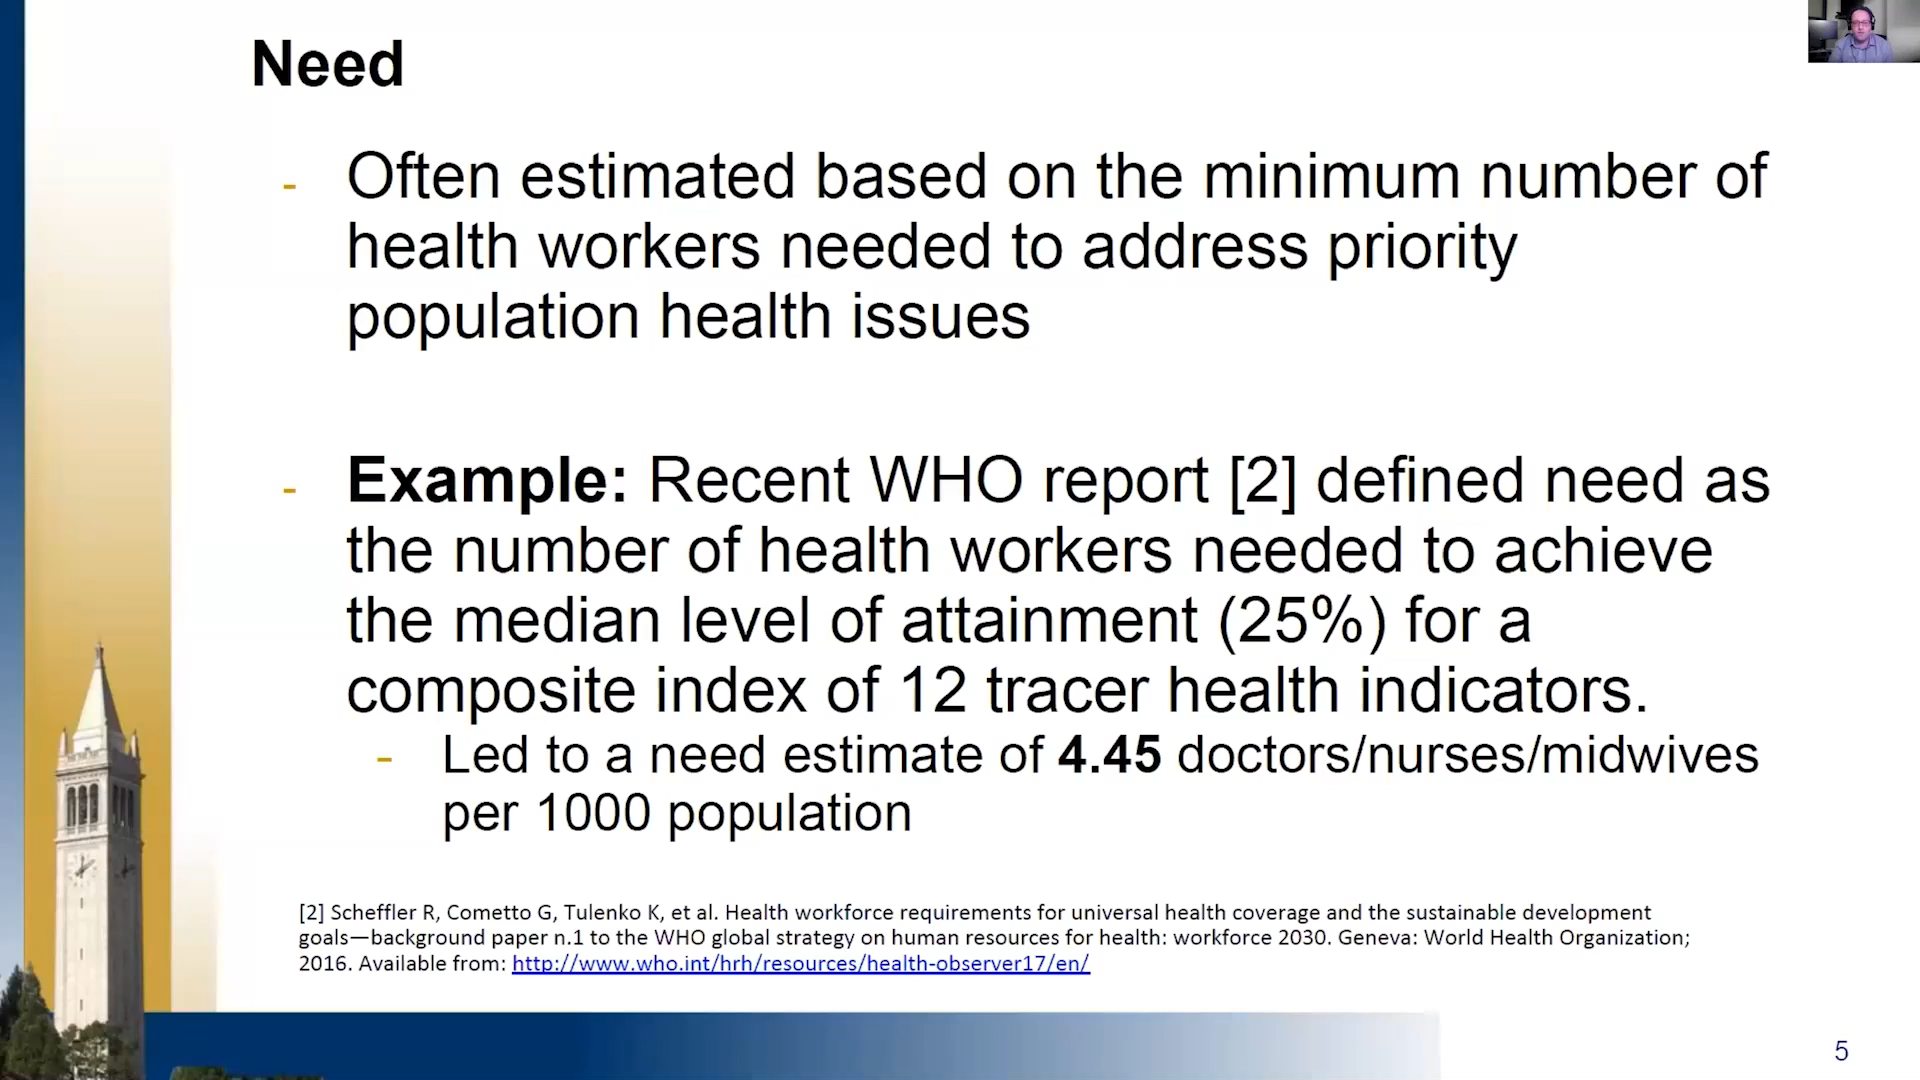 Need
- Often estimated based on the minimum number of
health workers needed to address priority
population health issues
- Example: Recent WHO report [2] defined need as
the number of health workers needed to achieve
the median level of attainment (25%) for a
composite index of 12 tracer health indicators.
- Led to a need estimate of 4.45 doctors/nurses/midwives
per 1000 population
[2] Scheffler R, Cometto G, Tulenko K, et al. Health workforce requirements for universal health coverage and the sustainable development
goals—background paper n.1 to the WHO global strategy on human resources for health: workforce 2030. Geneva: World Health Organization;
2016. Available from: http://www.who.int/hrh/resources/health-observer17/en/
5